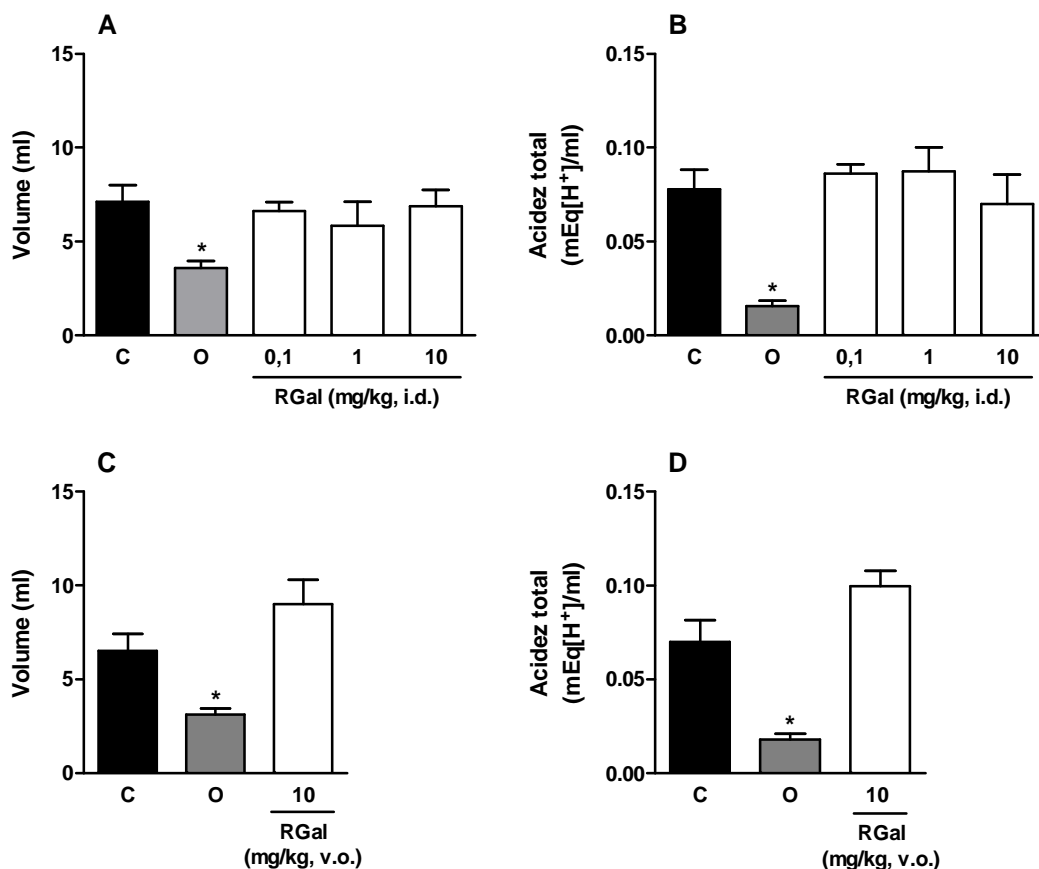 A
15
10
5
0
Volume (ml)
*
C O 0,1 1 10
RGal (mg/kg, i.d.)
B
0.15
0.10
0.05
0.00
Acidez total
(mEq[H⁺]/ml)
*
C O 0,1 1 10
RGal (mg/kg, i.d.)
C
15
10
5
0
Volume (ml)
*
C O 10
RGal
(mg/kg, v.o.)
D
0.15
0.10
0.05
0.00
Acidez total
(mEq[H⁺]/ml)
*
C O 10
RGal
(mg/kg, v.o.)